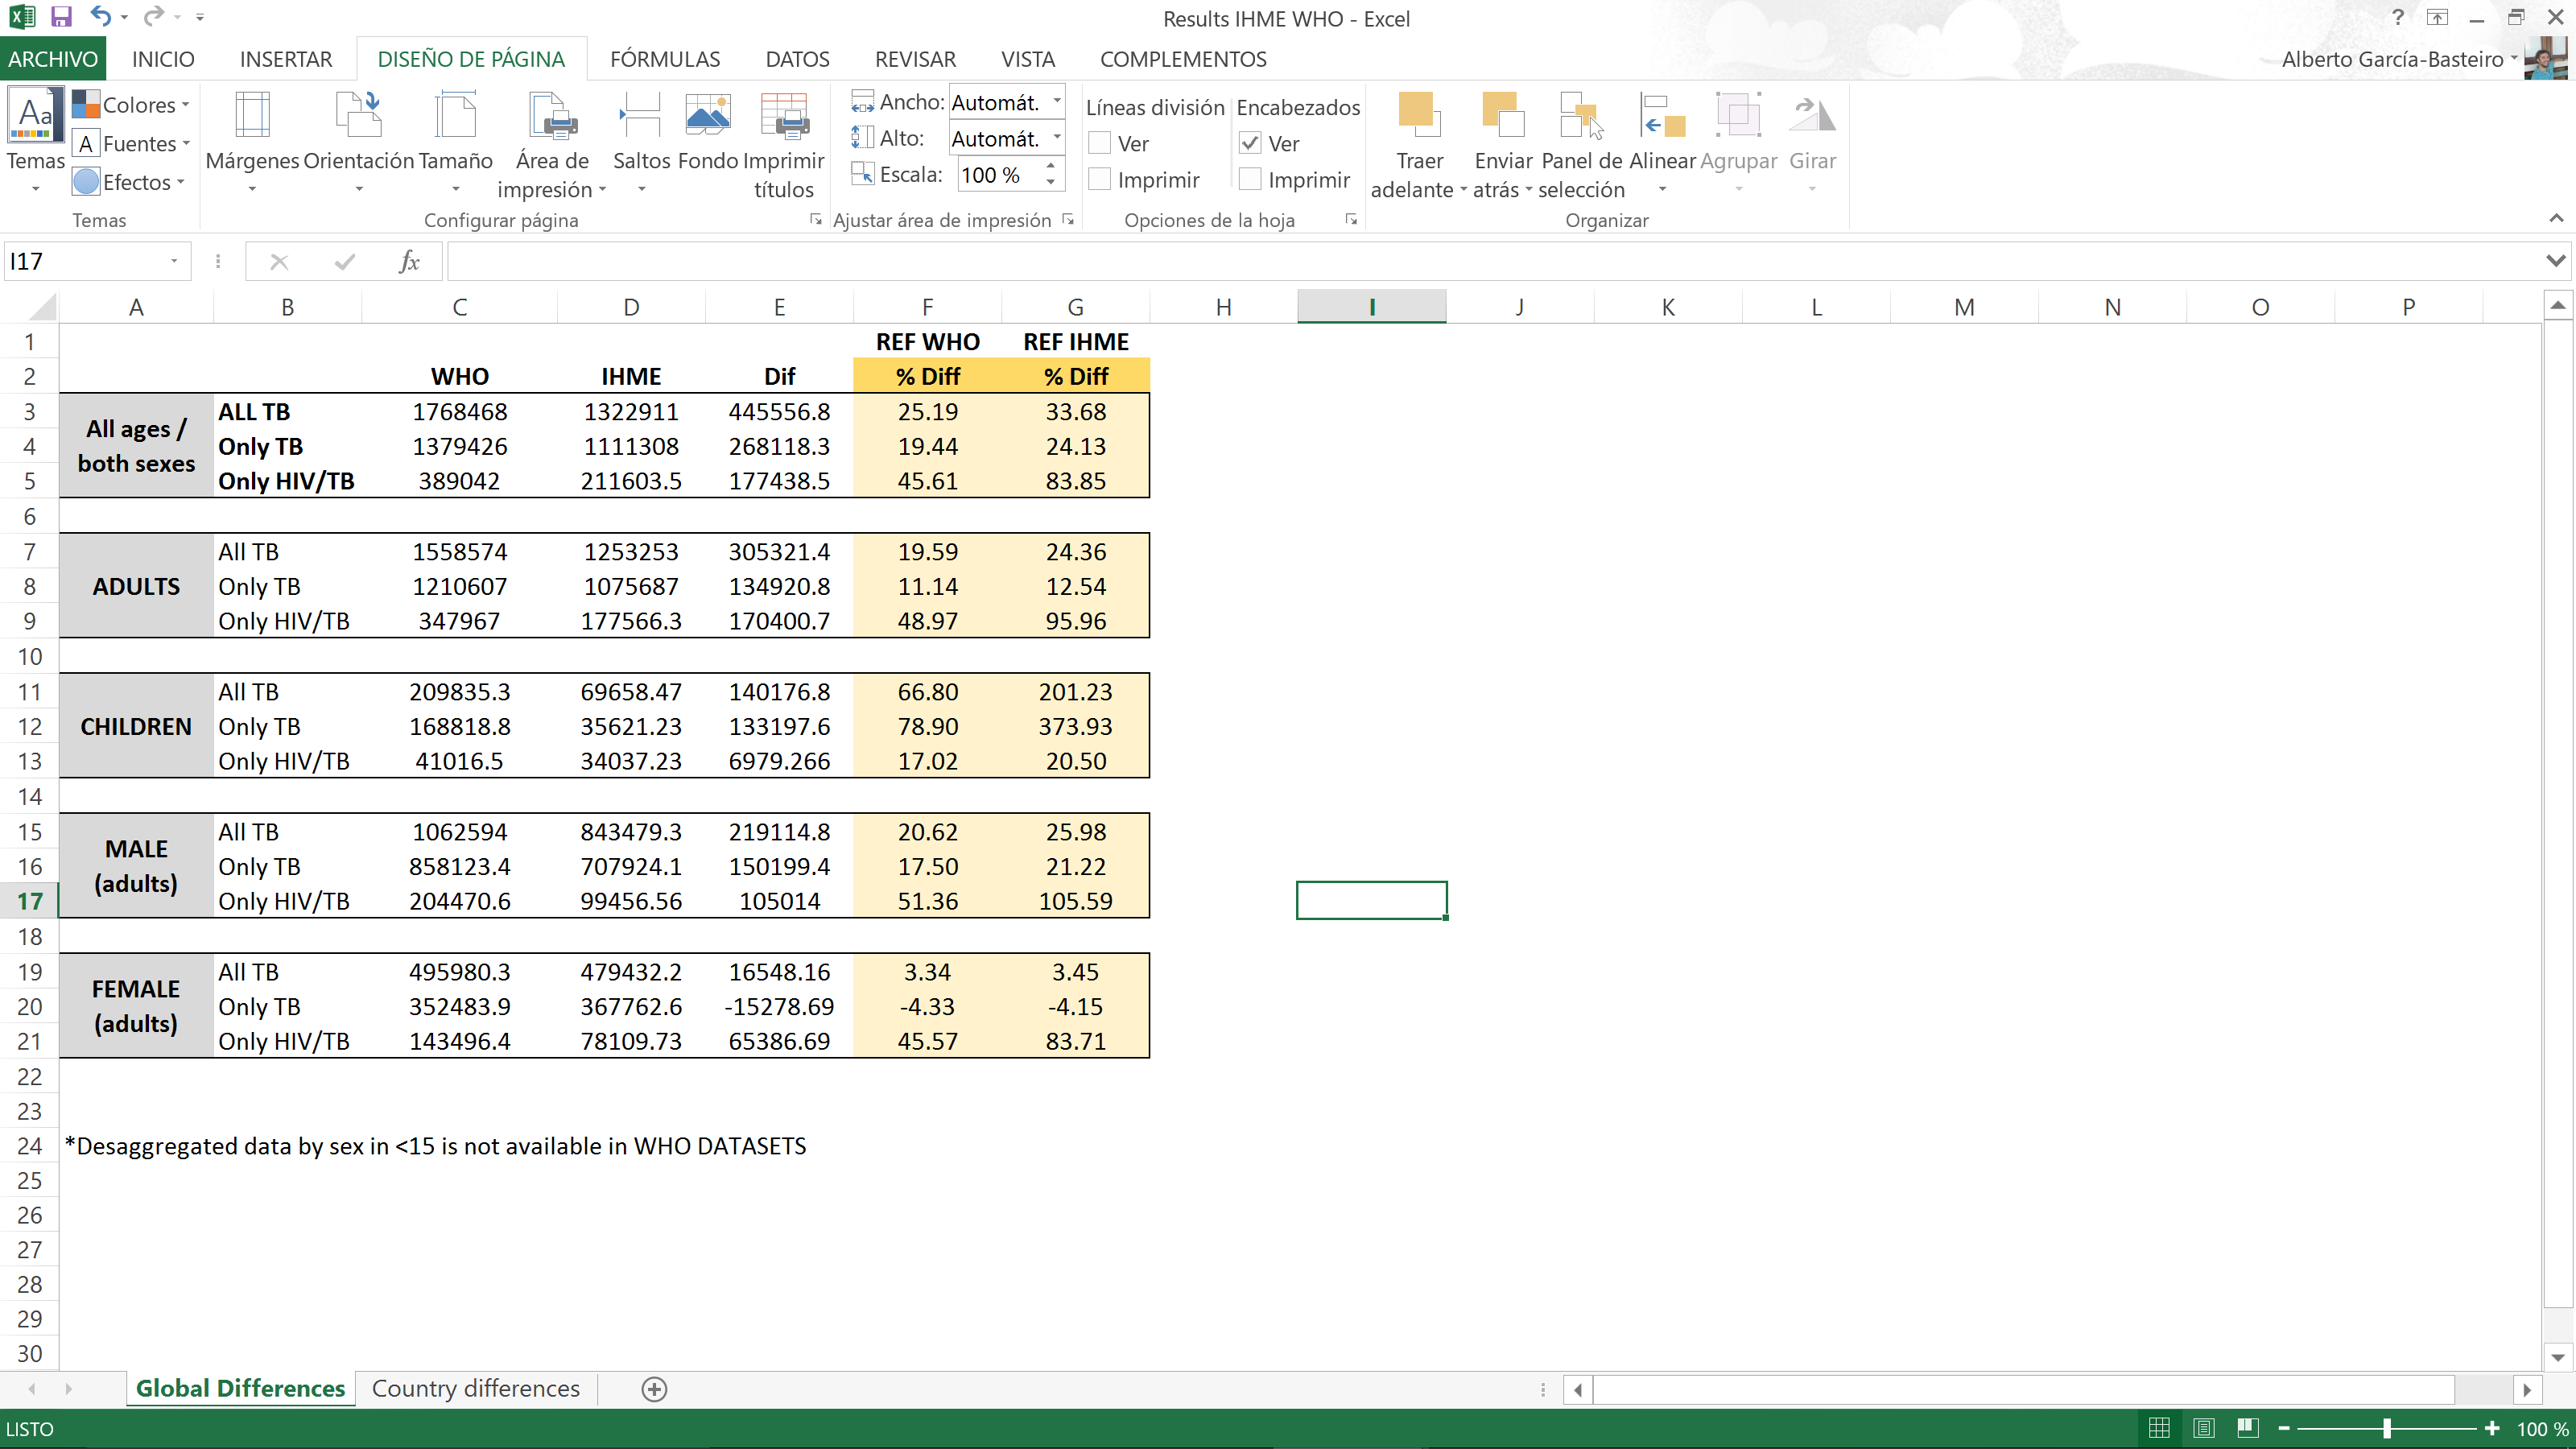 Results IHME WHO - Excel
ARCHIVO INICIO INSERTAR DISEÑO DE PÁGINA FÓRMULAS DATOS REVISAR VISTA COMPLEMENTOS Alberto García-Basteiro
Aa Colores Ancho: Automát. Líneas división Encabezados
A Fuentes Alto: Automát. Ver Ver
Temas Efectos Márgenes Orientación Tamaño Área de impresión Saltos Fondo Imprimir títulos Escala: 100 % Imprimir Imprimir Traer adelante Enviar atrás Panel de selección Alinear Agrupar Girar
Temas Configurar página Ajustar área de impresión Opciones de la hoja Organizar
I17 fx
A B C D E F G H I J K L M N O P
1 REF WHO REF IHME
2 WHO IHME Dif % Diff % Diff
All ages / both sexes
3 ALL TB 1768468 1322911 445556.8 25.19 33.68
4 Only TB 1379426 1111308 268118.3 19.44 24.13
5 Only HIV/TB 389042 211603.5 177438.5 45.61 83.85
6
ADULTS
7 All TB 1558574 1253253 305321.4 19.59 24.36
8 Only TB 1210607 1075687 134920.8 11.14 12.54
9 Only HIV/TB 347967 177566.3 170400.7 48.97 95.96
10
CHILDREN
11 All TB 209835.3 69658.47 140176.8 66.80 201.23
12 Only TB 168818.8 35621.23 133197.6 78.90 373.93
13 Only HIV/TB 41016.5 34037.23 6979.266 17.02 20.50
14
MALE (adults)
15 All TB 1062594 843479.3 219114.8 20.62 25.98
16 Only TB 858123.4 707924.1 150199.4 17.50 21.22
17 Only HIV/TB 204470.6 99456.56 105014 51.36 105.59
18
FEMALE (adults)
19 All TB 495980.3 479432.2 16548.16 3.34 3.45
20 Only TB 352483.9 367762.6 -15278.69 -4.33 -4.15
21 Only HIV/TB 143496.4 78109.73 65386.69 45.57 83.71
22
23
24 *Desaggregated data by sex in <15 is not available in WHO DATASETS
25
26
27
28
29
30
Global Differences Country differences
LISTO 100 %